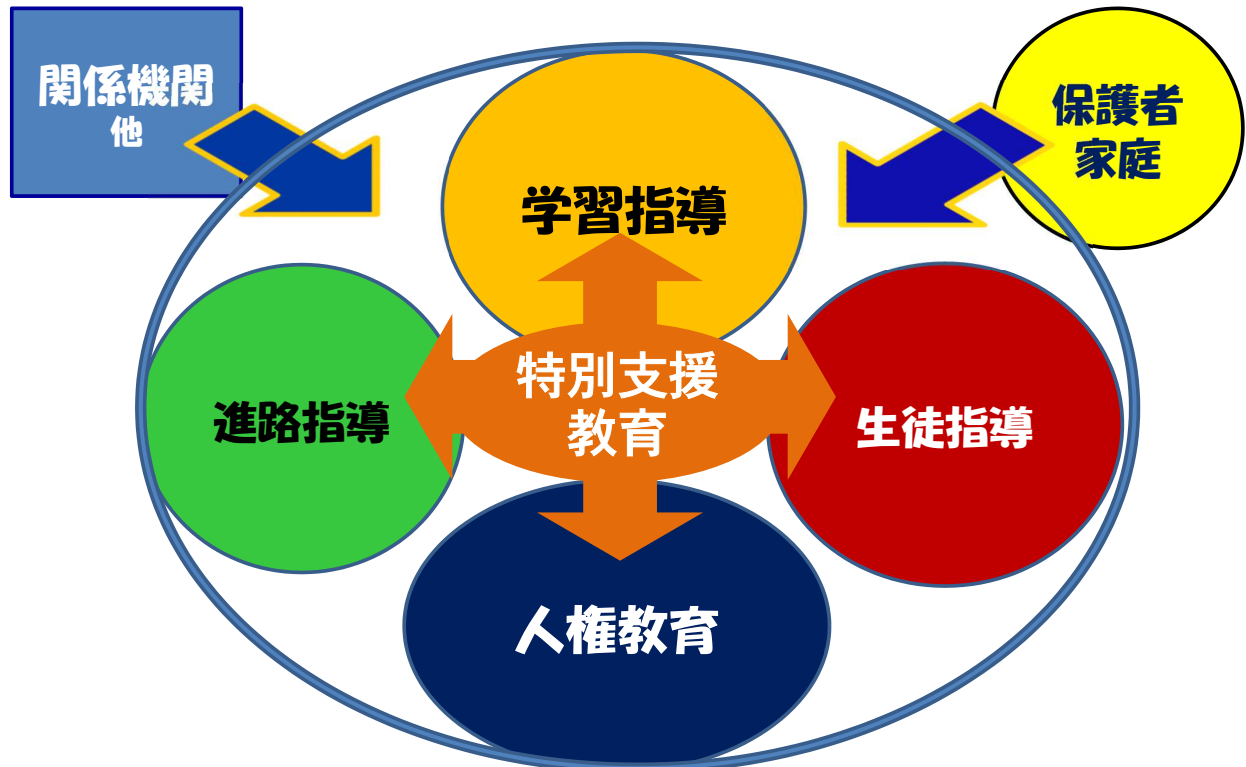 関係機関
他
保護者
家庭
学習指導
特別支援
教育
進路指導
生徒指導
人権教育